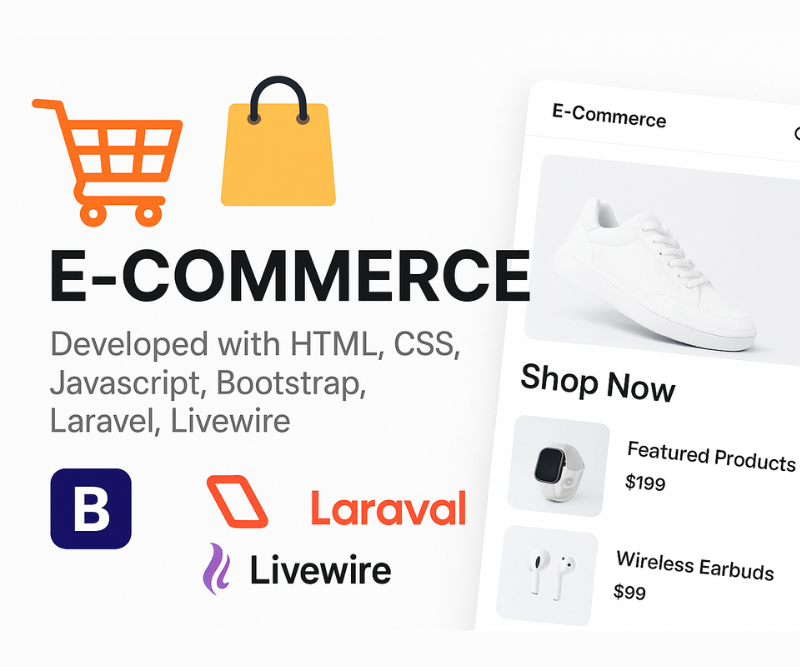 E-COMMERCE
Developed with HTML, CSS,
Javascript, Bootstrap,
Laravel, Livewire
B
Laraval
Livewire
E-Commerce
Shop Now
Featured Products
$199
Wireless Earbuds
$99